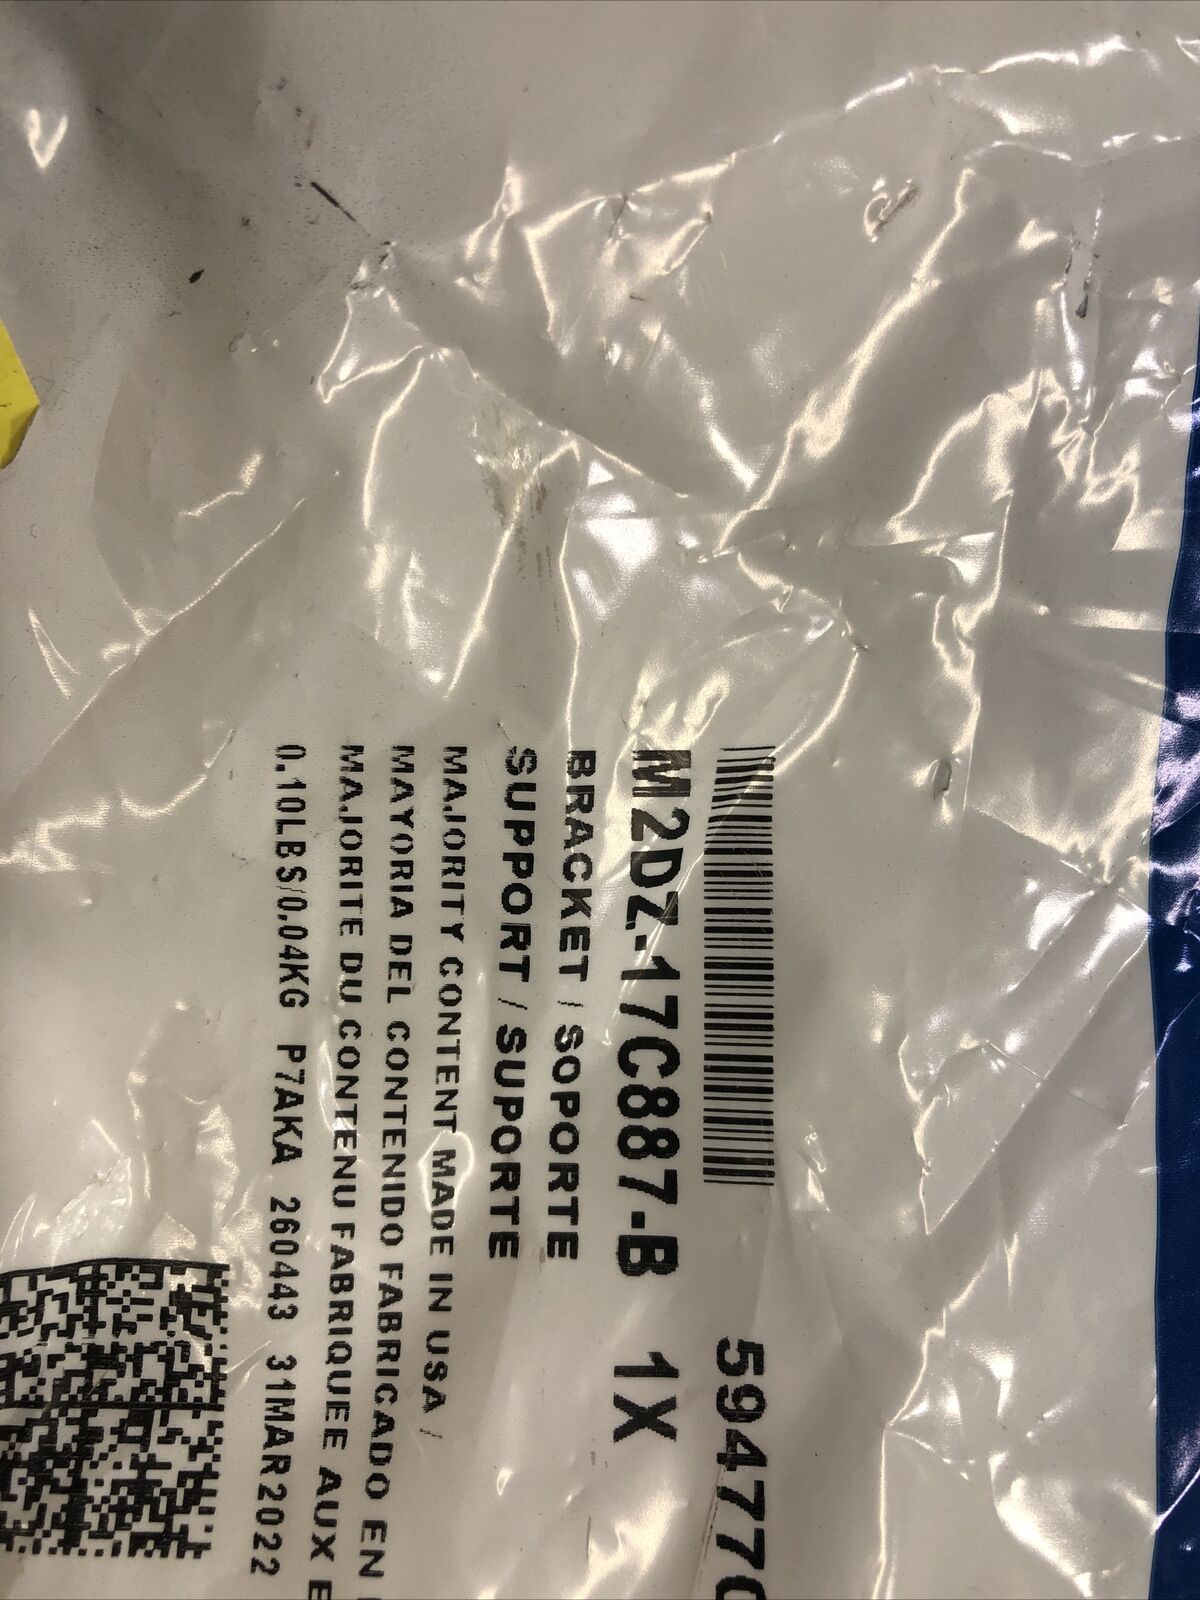 59477
M2DZ-17C887-B 1X
BRACKET / SOPORTE
SUPPORT / SUPORTE
MAJORITY CONTENT MADE IN USA /
MAYORIA DEL CONTENIDO FABRICADO EN
MAJORITE DU CONTENU FABRIQUEE AUX E
0.10LBS/0.04KG P7AKA 260443 31MAR2022